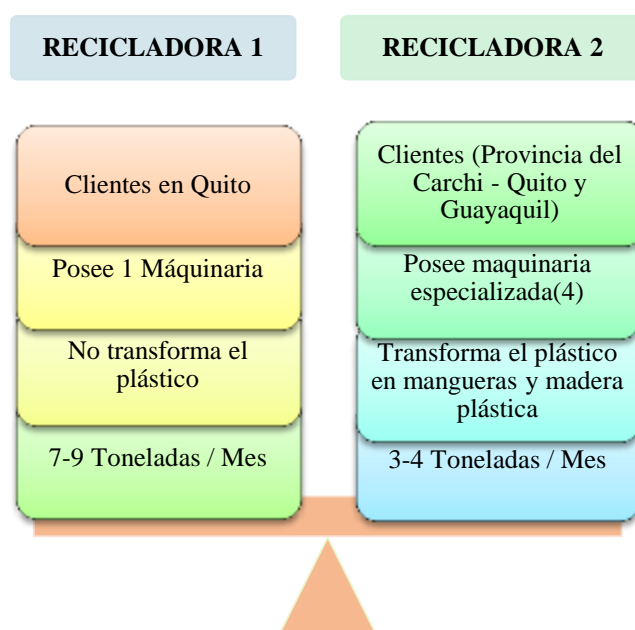 RECICLADORA 1
RECICLADORA 2
Clientes en Quito
Posee 1 Máquinaria
No transforma el
plástico
7-9 Toneladas / Mes
Clientes (Provincia del
Carchi - Quito y
Guayaquil)
Posee maquinaria
especializada(4)
Transforma el plástico
en mangueras y madera
plástica
3-4 Toneladas / Mes